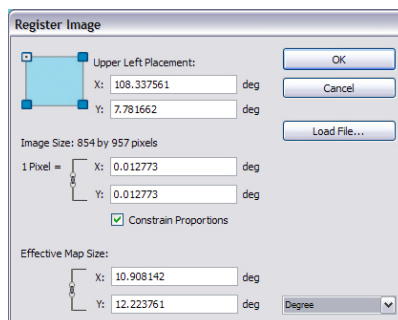 Register Image
Upper Left Placement:
X: 108.337561 deg
Y: 7.781662 deg
OK
Cancel
Load File...
Image Size: 854 by 957 pixels
1 Pixel = X: 0.012773 deg
Y: 0.012773 deg
Constrain Proportions
Effective Map Size:
X: 10.908142 deg
Y: 12.223761 deg
Degree